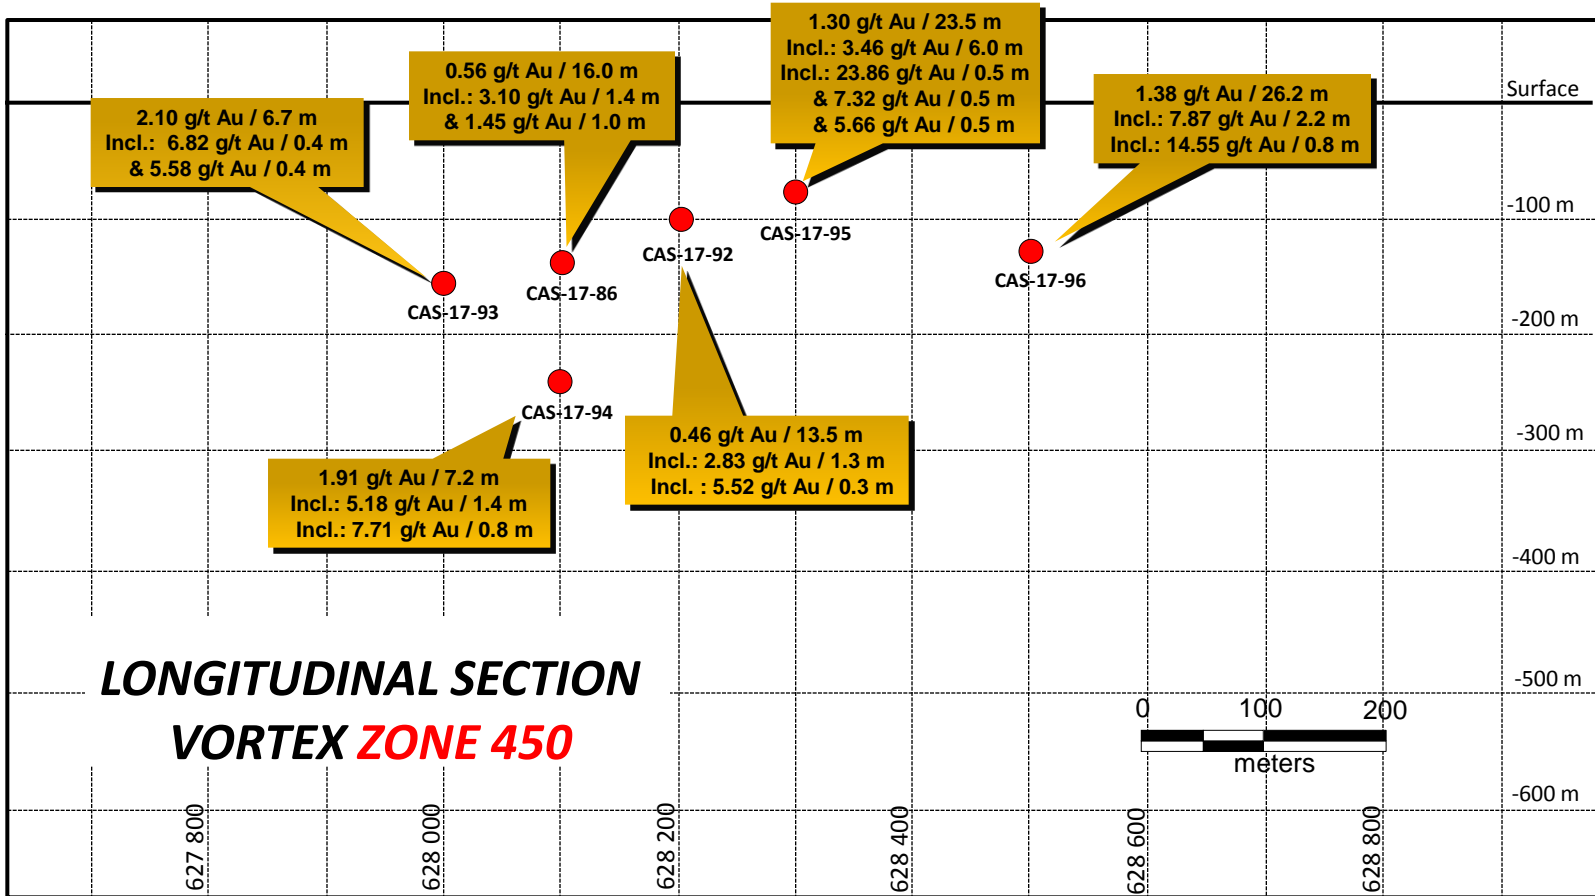 1.30 g/t Au / 23.5 m
Incl.: 3.46 g/t Au / 6.0 m
Incl.: 23.86 g/t Au / 0.5 m
& 7.32 g/t Au / 0.5 m
& 5.66 g/t Au / 0.5 m
0.56 g/t Au / 16.0 m
Incl.: 3.10 g/t Au / 1.4 m
& 1.45 g/t Au / 1.0 m
1.38 g/t Au / 26.2 m
Incl.: 7.87 g/t Au / 2.2 m
Incl.: 14.55 g/t Au / 0.8 m
2.10 g/t Au / 6.7 m
Incl.: 6.82 g/t Au / 0.4 m
& 5.58 g/t Au / 0.4 m
Surface
-100 m
CAS-17-95
CAS-17-92
CAS-17-96
CAS-17-86
CAS-17-93
-200 m
CAS-17-94
-300 m
0.46 g/t Au / 13.5 m
Incl.: 2.83 g/t Au / 1.3 m
Incl. : 5.52 g/t Au / 0.3 m
1.91 g/t Au / 7.2 m
Incl.: 5.18 g/t Au / 1.4 m
Incl.: 7.71 g/t Au / 0.8 m
-400 m
LONGITUDINAL SECTION
VORTEX ZONE 450
-500 m
0 100 200
meters
-600 m
627 800
628 000
628 200
628 400
628 600
628 800